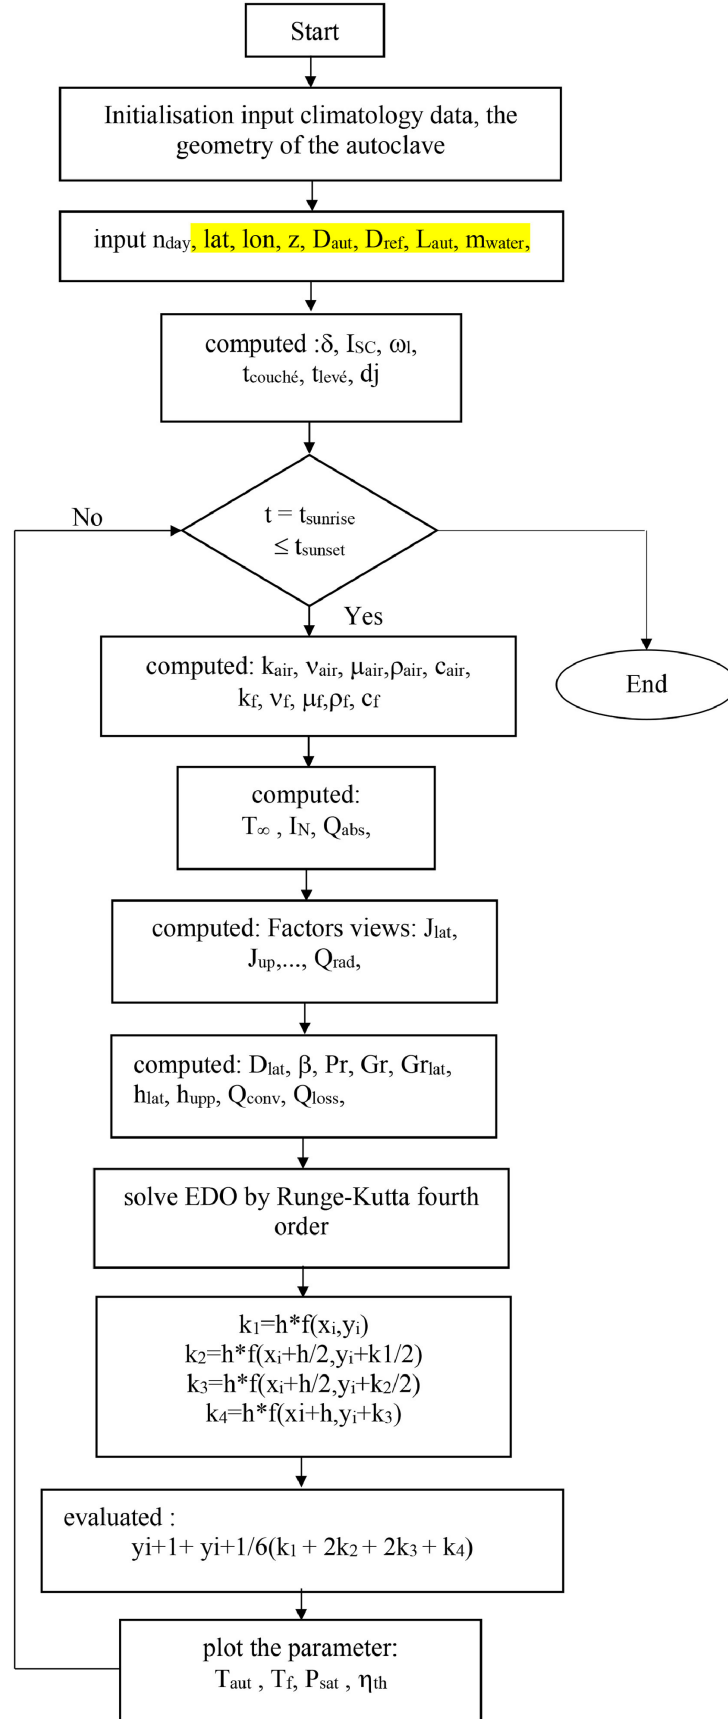 Start
Initialisation input climatology data, the
geometry of the autoclave
input nday, lat, lon, z, Daut, Dref, Laut, mwater,
computed :δ, ISC, ωl,
tcouché, tlevé, dj
No
t = tsunrise
≤ tsunset
Yes
computed: kair, νair, μair,ρair, cair,
kf, νf, μf,ρf, cf
End
computed:
T∞ , IN, Qabs,
computed: Factors views: Jlat,
Jup,..., Qrad,
computed: Dlat, β, Pr, Gr, Grlat,
hlat, hupp, Qconv, Qloss,
solve EDO by Runge-Kutta fourth
order
k1=h*f(xi,yi)
k2=h*f(xi+h/2,yi+k1/2)
k3=h*f(xi+h/2,yi+k2/2)
k4=h*f(xi+h,yi+k3)
evaluated :
yi+1+ yi+1/6(k1 + 2k2 + 2k3 + k4)
plot the parameter:
Taut , Tf, Psat , ηth